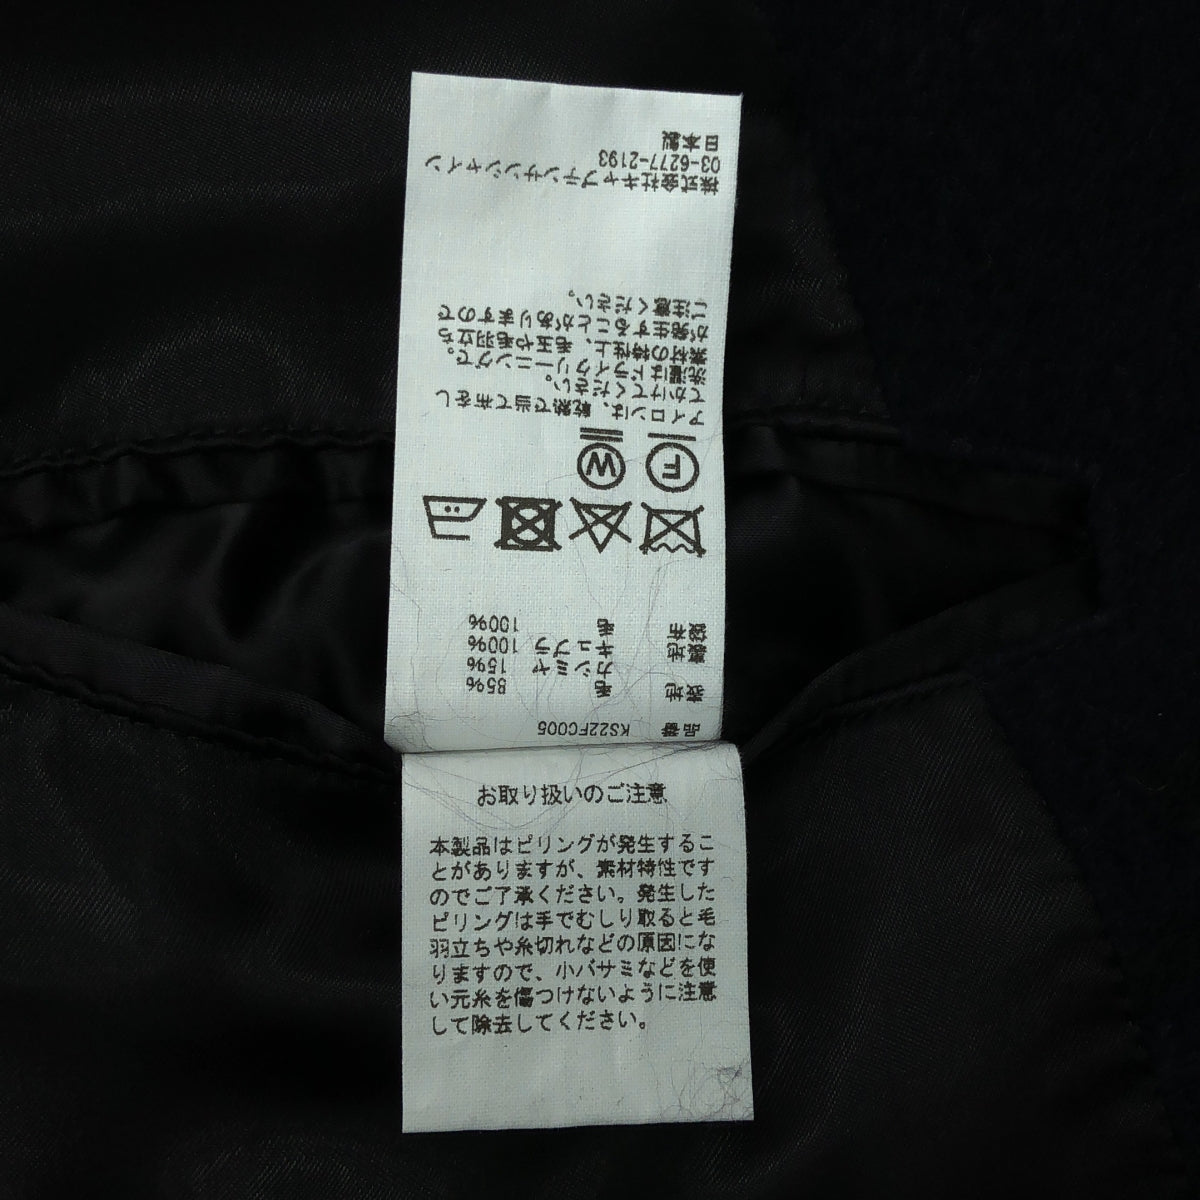 品番 KS22FC005
表地 毛 85%
カシミヤ 15%
裏地 キュプラ 100%
袋布 毛 100%
F W
アイロンは、乾熱で当て布をし
てかけてください。
洗濯はドライクリーニングで。
素材の特性上、毛玉や毛羽立ち
が発生することがありますので
ご注意ください。
株式会社キャプテンサンシャイン
03-6277-2193
日本製
お取り扱いのご注意
本製品はピリングが発生するこ
とがありますが、素材特性です
のでご了承ください。発生した
ピリングは手でむしり取ると毛
羽立ちや糸切れなどの原因にな
りますので、小バサミなどを使
い元糸を傷つけないように注意
して除去してください。